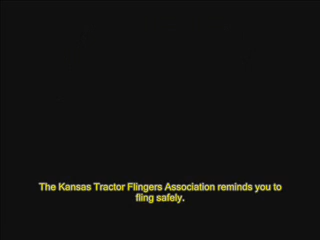 The Kansas Tractor Flingers Association reminds you to
fling safely.